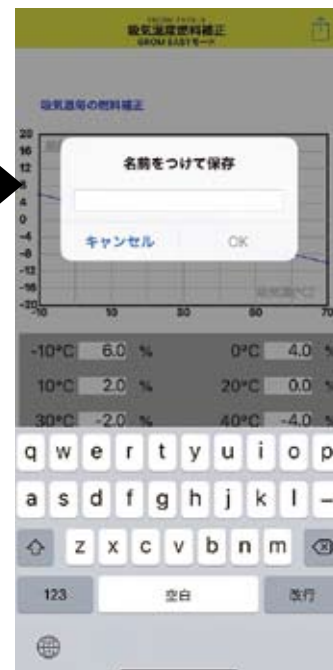 吸気温度燃料補正
GROM EASYモード
吸気温毎の燃料補正
20
16
12
8
4
0
-4
-8
-12
-16
-20
-10 10 30 50 70
吸気温[℃]
名前をつけて保存
キャンセル OK
-10°C 6.0 % 0°C 4.0 %
10°C 2.0 % 20°C 0.0 %
30°C -2.0 % 40°C -4.0 %
q w e r t y u i o p
a s d f g h j k l -
z x c v b n m
123 空白 改行